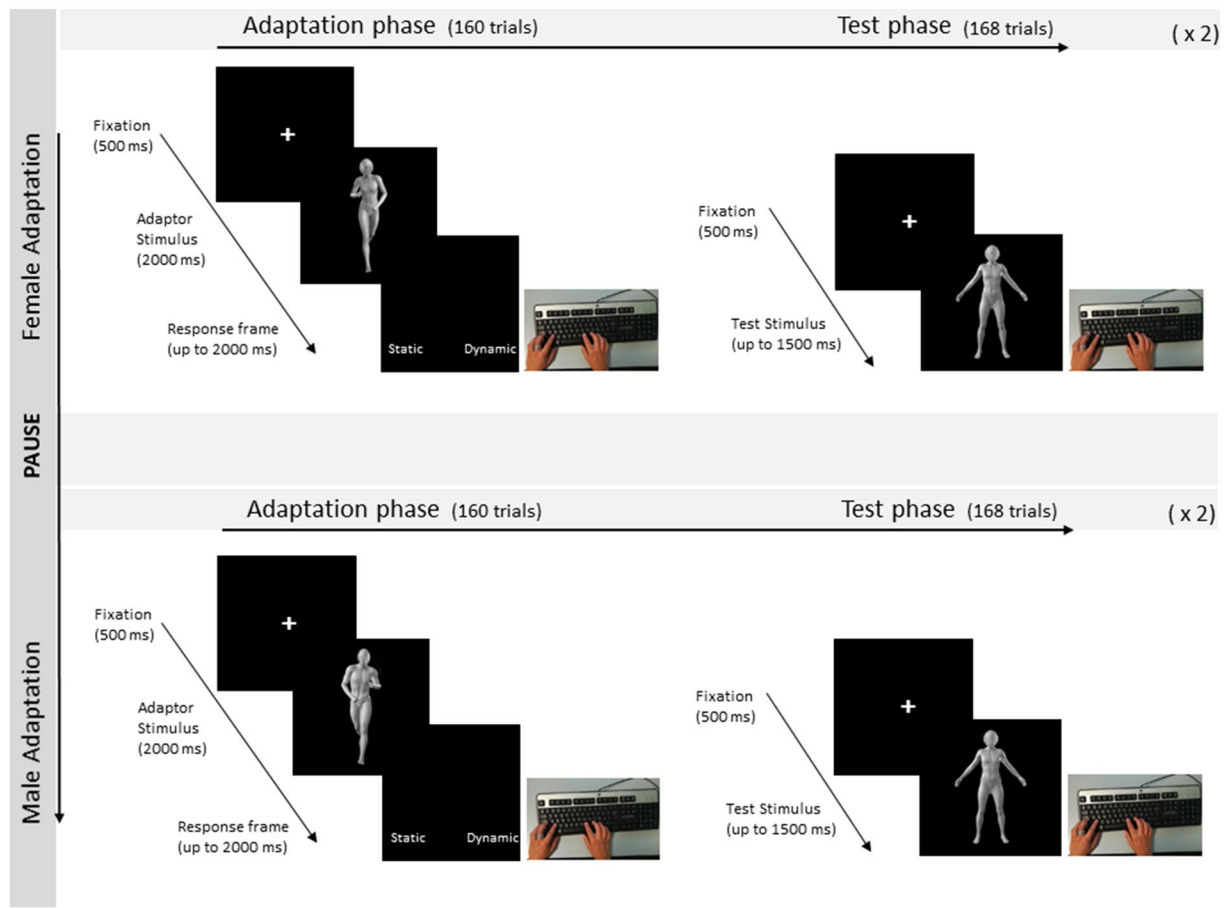 Adaptation phase (160 trials)
Test phase (168 trials)
( x 2)
Female Adaptation
Fixation
(500 ms)
Adaptor
Stimulus
(2000 ms)
Response frame
(up to 2000 ms)
Static Dynamic
Fixation
(500 ms)
Test Stimulus
(up to 1500 ms)
PAUSE
Adaptation phase (160 trials)
Test phase (168 trials)
( x 2)
Male Adaptation
Fixation
(500 ms)
Adaptor
Stimulus
(2000 ms)
Response frame
(up to 2000 ms)
Static Dynamic
Fixation
(500 ms)
Test Stimulus
(up to 1500 ms)